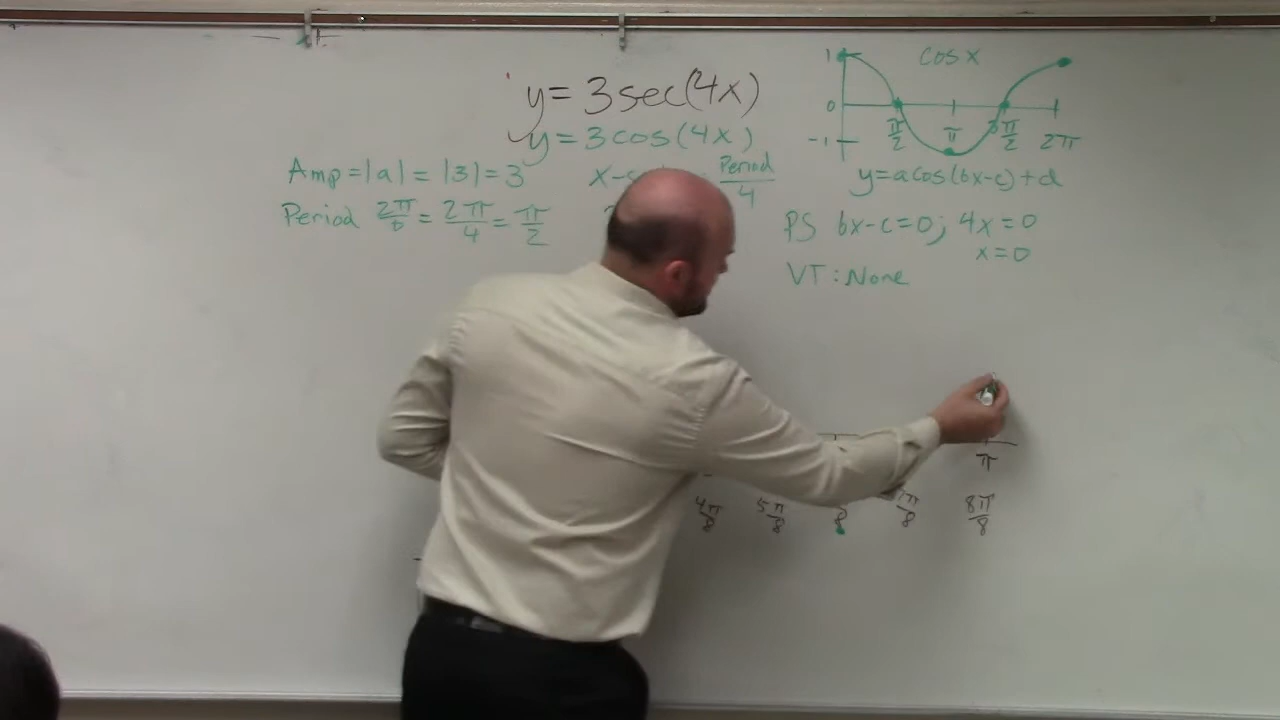 y = 3sec(4x)
y = 3cos(4x)
Amp = |a| = |3| = 3
Period 2π/b = 2π/4 = π/2
Period/4
cos x
1
0
-1
π/2 π 3π/2 2π
y = a cos(bx-c)+d
PS bx-c=0; 4x=0
x=0
VT: None
π
4π/8 5π/8 8 π/8 8π/8